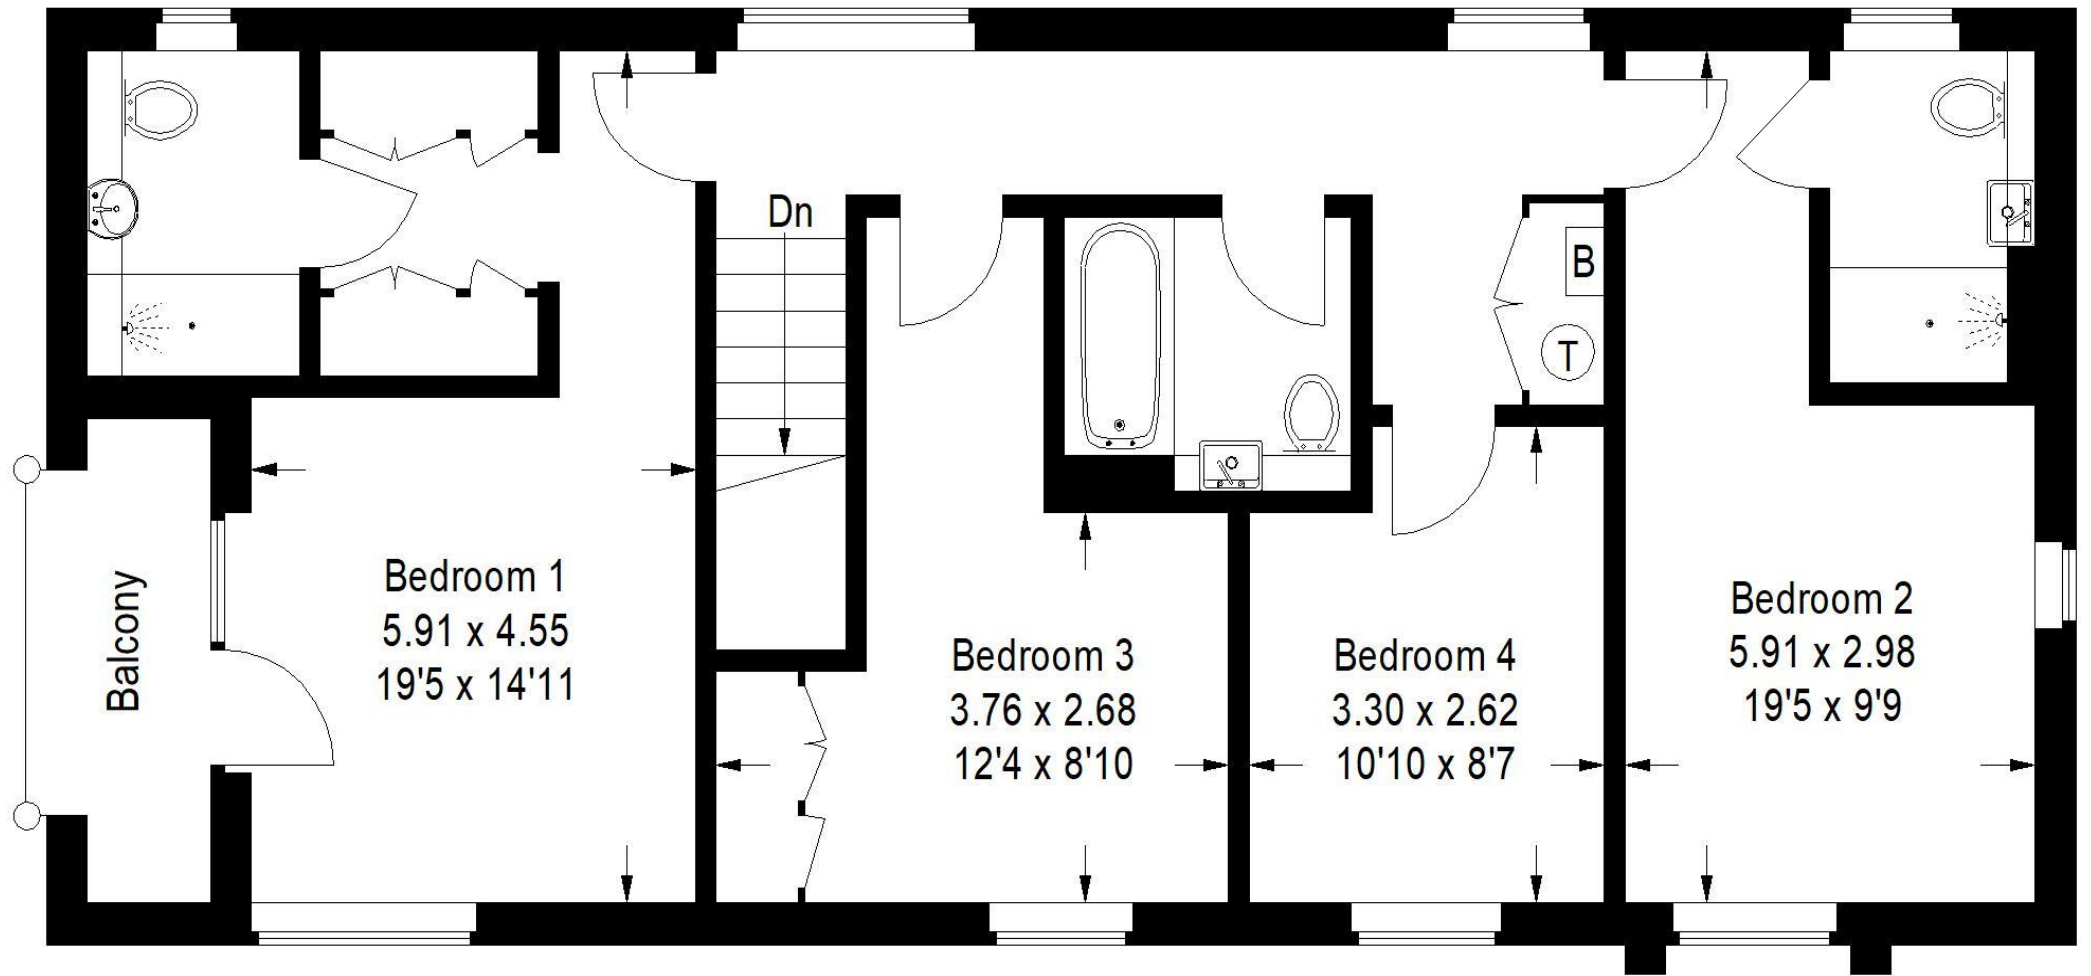 Dn
B
T
Balcony
Bedroom 1
5.91 x 4.55
19'5 x 14'11
Bedroom 3
3.76 x 2.68
12'4 x 8'10
Bedroom 4
3.30 x 2.62
10'10 x 8'7
Bedroom 2
5.91 x 2.98
19'5 x 9'9